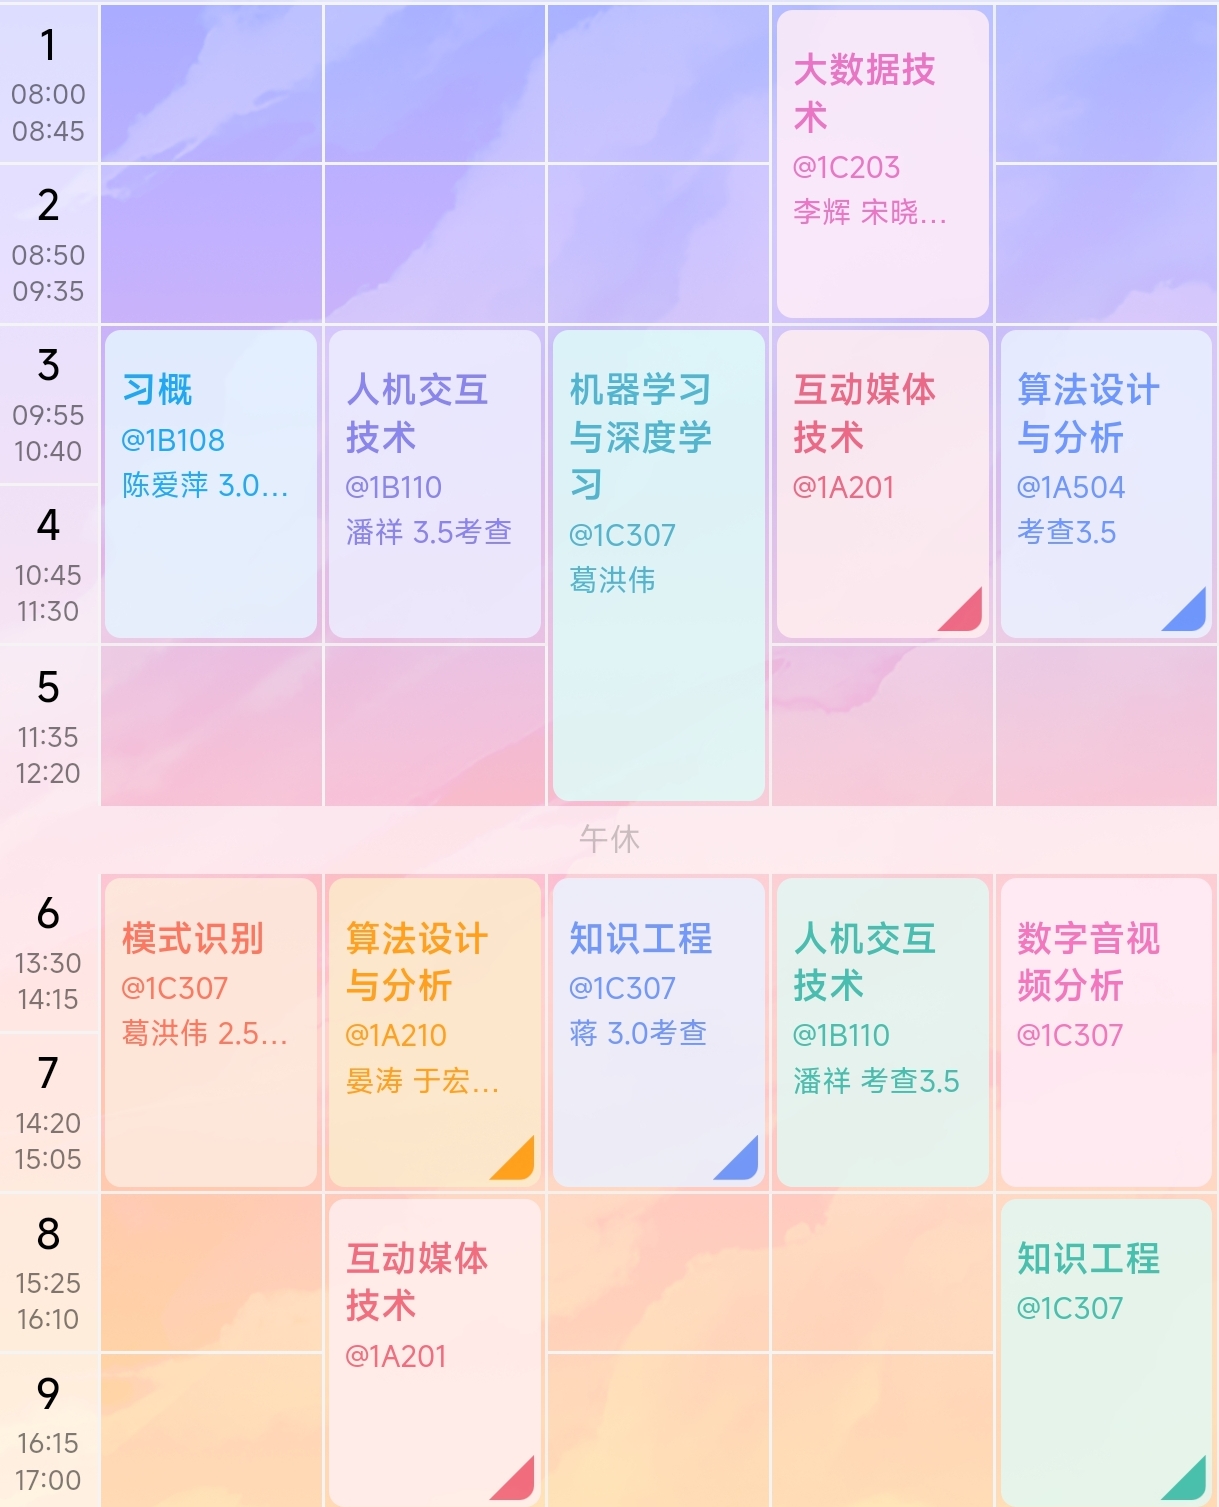 1
08:00
08:45
大数据技
术
@1C203
李辉 宋晓...
2
08:50
09:35
3
09:55
10:40
习概
@1B108
陈爱萍 3.0...
人机交互
技术
@1B110
潘祥 3.5考查
机器学习
与深度学
习
@1C307
葛洪伟
互动媒体
技术
@1A201
算法设计
与分析
@1A504
考查3.5
4
10:45
11:30
5
11:35
12:20
午休
6
13:30
14:15
模式识别
@1C307
葛洪伟 2.5...
算法设计
与分析
@1A210
晏涛 于宏...
知识工程
@1C307
蒋 3.0考查
人机交互
技术
@1B110
潘祥 考查3.5
数字音视
频分析
@1C307
7
14:20
15:05
8
15:25
16:10
互动媒体
技术
@1A201
知识工程
@1C307
9
16:15
17:00